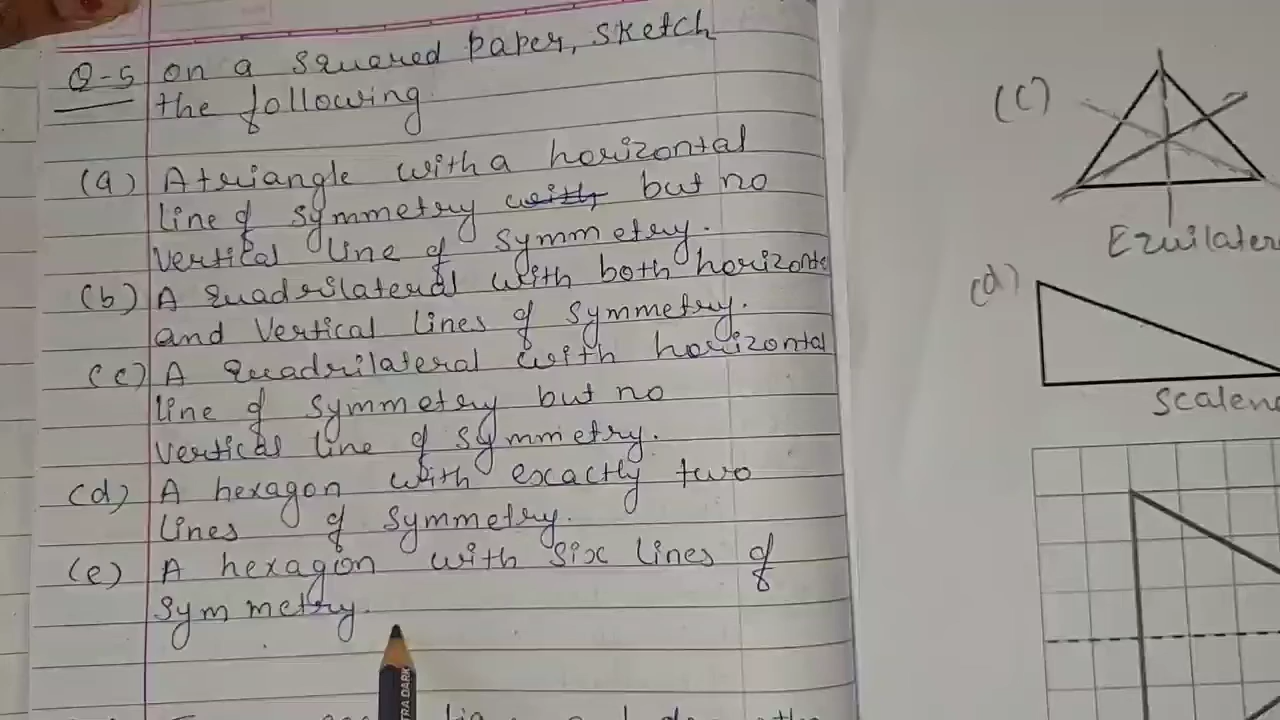 Q-5 on a squared paper, sketch
the following.
(a) A triangle with a horizontal
line of symmetry but no
vertical line of symmetry.
(b) A quadrilateral with both horizonta
and Vertical lines of symmetry.
(c) A quadrilateral with horizontal
line of symmetry but no
vertical line of symmetry.
(d) A hexagon with exactly two
lines of symmetry.
(e) A hexagon with six lines of
symmetry.
(c)
Equilater
(d)
Scalen
TRA DARK